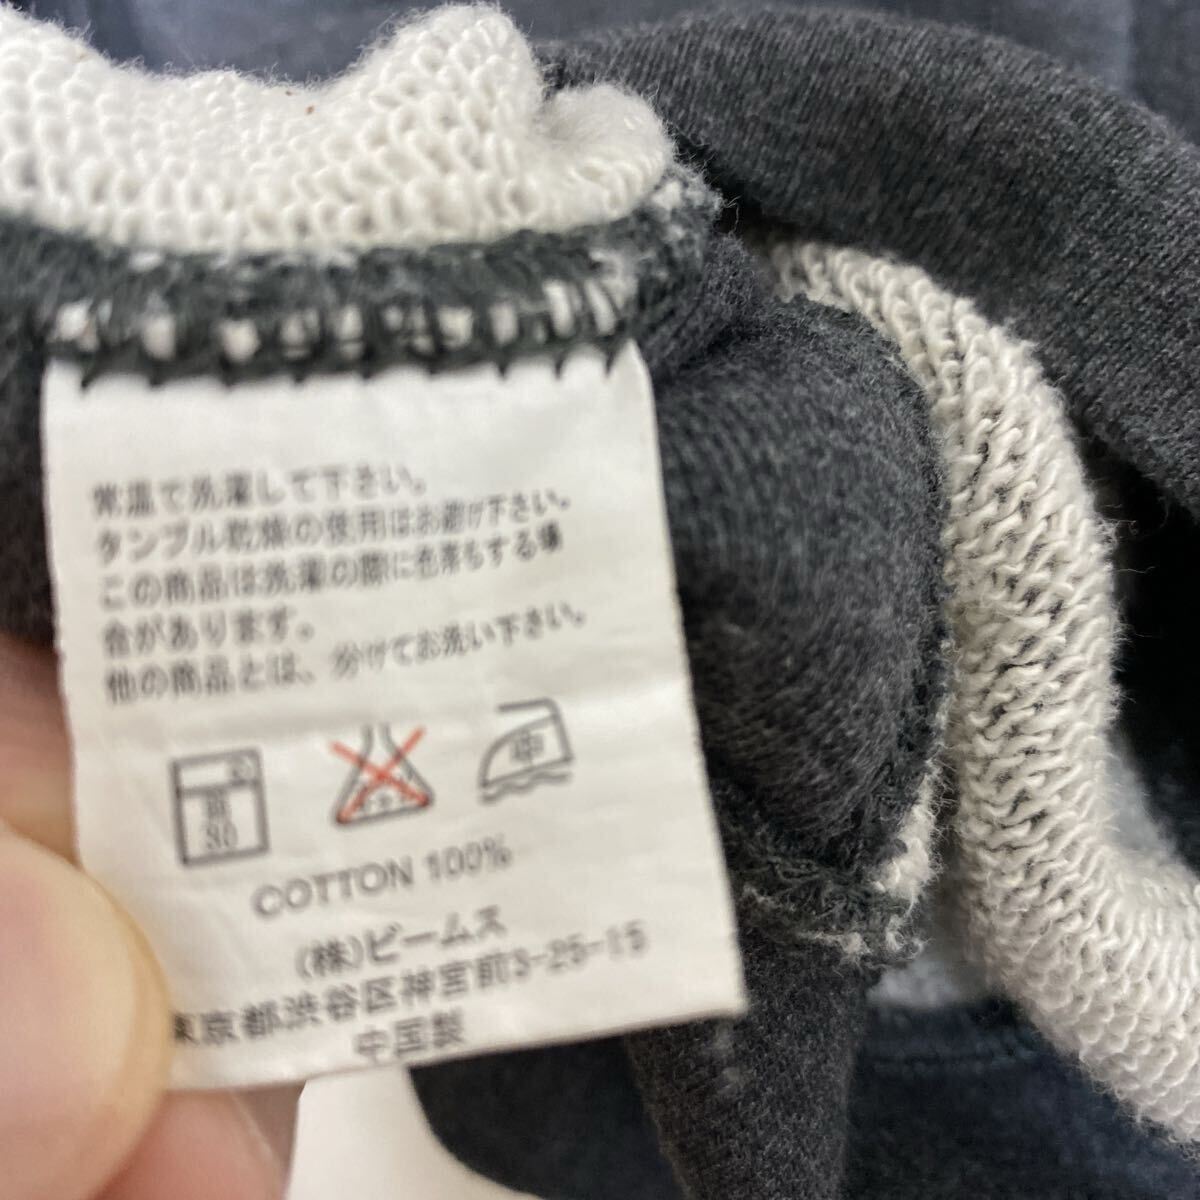 常温で洗濯して下さい。
タンブル乾燥の使用はお避け下さい。
この商品は洗濯の際に色落ちする場
合があります。
他の商品とは、分けてお洗い下さい。
中
30
COTTON 100%
(株)ビームス
東京都渋谷区神宮前3-25-15
中国製